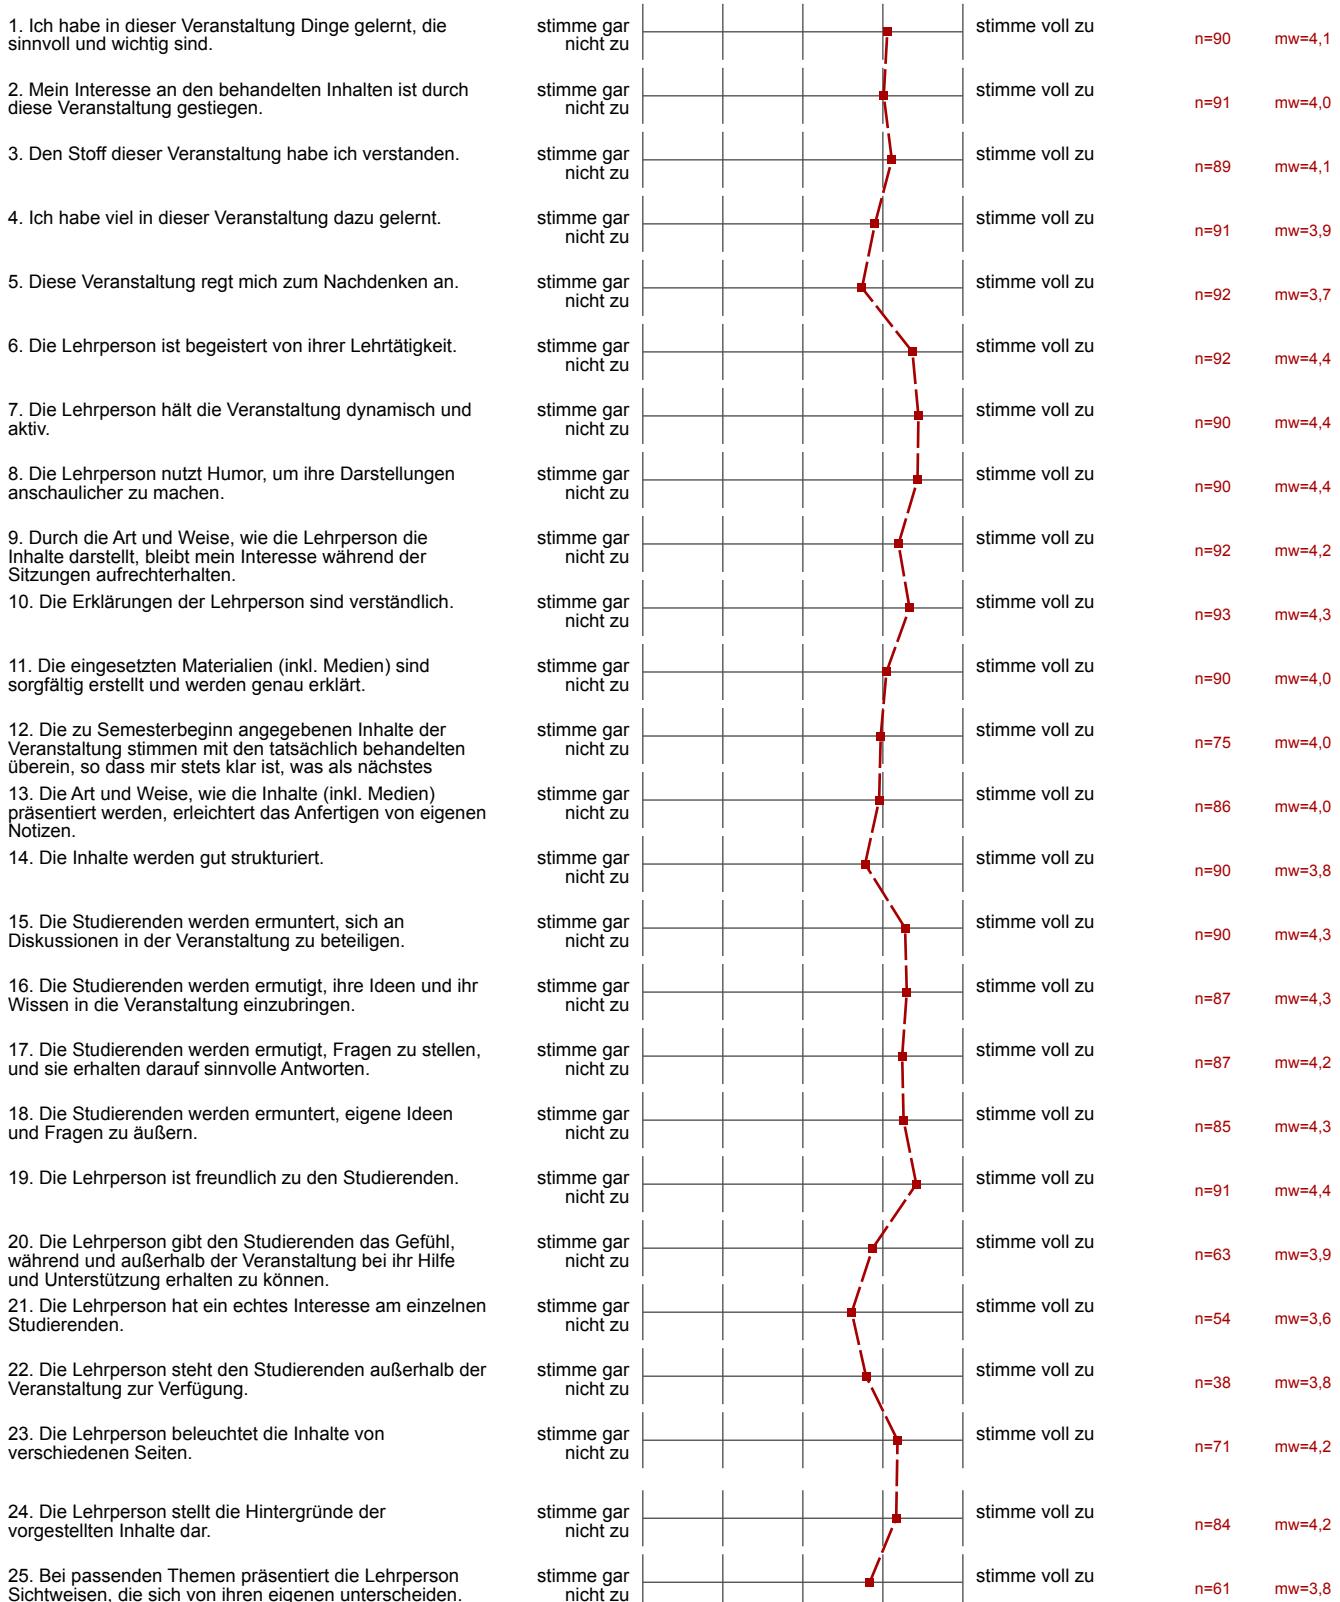 1. Ich habe in dieser Veranstaltung Dinge gelernt, die
sinnvoll und wichtig sind.
stimme gar
nicht zu
stimme voll zu
n=90 mw=4,1
2. Mein Interesse an den behandelten Inhalten ist durch
diese Veranstaltung gestiegen.
stimme gar
nicht zu
stimme voll zu
n=91 mw=4,0
3. Den Stoff dieser Veranstaltung habe ich verstanden.
stimme gar
nicht zu
stimme voll zu
n=89 mw=4,1
4. Ich habe viel in dieser Veranstaltung dazu gelernt.
stimme gar
nicht zu
stimme voll zu
n=91 mw=3,9
5. Diese Veranstaltung regt mich zum Nachdenken an.
stimme gar
nicht zu
stimme voll zu
n=92 mw=3,7
6. Die Lehrperson ist begeistert von ihrer Lehrtätigkeit.
stimme gar
nicht zu
stimme voll zu
n=92 mw=4,4
7. Die Lehrperson hält die Veranstaltung dynamisch und
aktiv.
stimme gar
nicht zu
stimme voll zu
n=90 mw=4,4
8. Die Lehrperson nutzt Humor, um ihre Darstellungen
anschaulicher zu machen.
stimme gar
nicht zu
stimme voll zu
n=90 mw=4,4
9. Durch die Art und Weise, wie die Lehrperson die
Inhalte darstellt, bleibt mein Interesse während der
Sitzungen aufrechterhalten.
stimme gar
nicht zu
stimme voll zu
n=92 mw=4,2
10. Die Erklärungen der Lehrperson sind verständlich.
stimme gar
nicht zu
stimme voll zu
n=93 mw=4,3
11. Die eingesetzten Materialien (inkl. Medien) sind
sorgfältig erstellt und werden genau erklärt.
stimme gar
nicht zu
stimme voll zu
n=90 mw=4,0
12. Die zu Semesterbeginn angegebenen Inhalte der
Veranstaltung stimmen mit den tatsächlich behandelten
überein, so dass mir stets klar ist, was als nächstes
stimme gar
nicht zu
stimme voll zu
n=75 mw=4,0
13. Die Art und Weise, wie die Inhalte (inkl. Medien)
präsentiert werden, erleichtert das Anfertigen von eigenen
Notizen.
stimme gar
nicht zu
stimme voll zu
n=86 mw=4,0
14. Die Inhalte werden gut strukturiert.
stimme gar
nicht zu
stimme voll zu
n=90 mw=3,8
15. Die Studierenden werden ermuntert, sich an
Diskussionen in der Veranstaltung zu beteiligen.
stimme gar
nicht zu
stimme voll zu
n=90 mw=4,3
16. Die Studierenden werden ermutigt, ihre Ideen und ihr
Wissen in die Veranstaltung einzubringen.
stimme gar
nicht zu
stimme voll zu
n=87 mw=4,3
17. Die Studierenden werden ermutigt, Fragen zu stellen,
und sie erhalten darauf sinnvolle Antworten.
stimme gar
nicht zu
stimme voll zu
n=87 mw=4,2
18. Die Studierenden werden ermuntert, eigene Ideen
und Fragen zu äußern.
stimme gar
nicht zu
stimme voll zu
n=85 mw=4,3
19. Die Lehrperson ist freundlich zu den Studierenden.
stimme gar
nicht zu
stimme voll zu
n=91 mw=4,4
20. Die Lehrperson gibt den Studierenden das Gefühl,
während und außerhalb der Veranstaltung bei ihr Hilfe
und Unterstützung erhalten zu können.
stimme gar
nicht zu
stimme voll zu
n=63 mw=3,9
21. Die Lehrperson hat ein echtes Interesse am einzelnen
Studierenden.
stimme gar
nicht zu
stimme voll zu
n=54 mw=3,6
22. Die Lehrperson steht den Studierenden außerhalb der
Veranstaltung zur Verfügung.
stimme gar
nicht zu
stimme voll zu
n=38 mw=3,8
23. Die Lehrperson beleuchtet die Inhalte von
verschiedenen Seiten.
stimme gar
nicht zu
stimme voll zu
n=71 mw=4,2
24. Die Lehrperson stellt die Hintergründe der
vorgestellten Inhalte dar.
stimme gar
nicht zu
stimme voll zu
n=84 mw=4,2
25. Bei passenden Themen präsentiert die Lehrperson
Sichtweisen, die sich von ihren eigenen unterscheiden.
stimme gar
nicht zu
stimme voll zu
n=61 mw=3,8